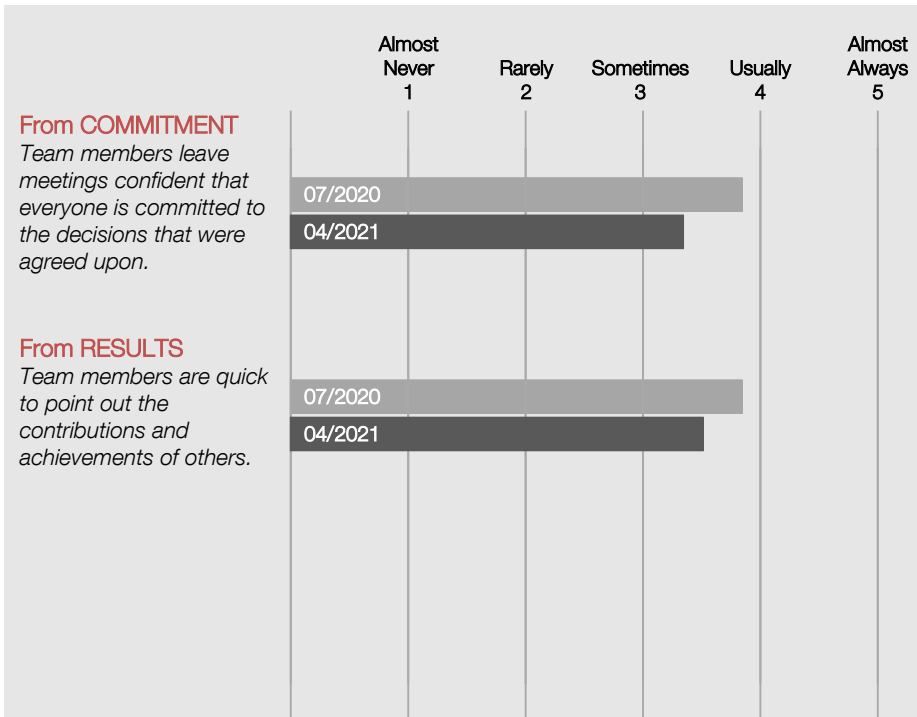 Almost
Never
1
Rarely
2
Sometimes
3
Usually
4
Almost
Always
5
From COMMITMENT
Team members leave
meetings confident that
everyone is committed to
the decisions that were
agreed upon.
07/2020
04/2021
From RESULTS
Team members are quick
to point out the
contributions and
achievements of others.
07/2020
04/2021